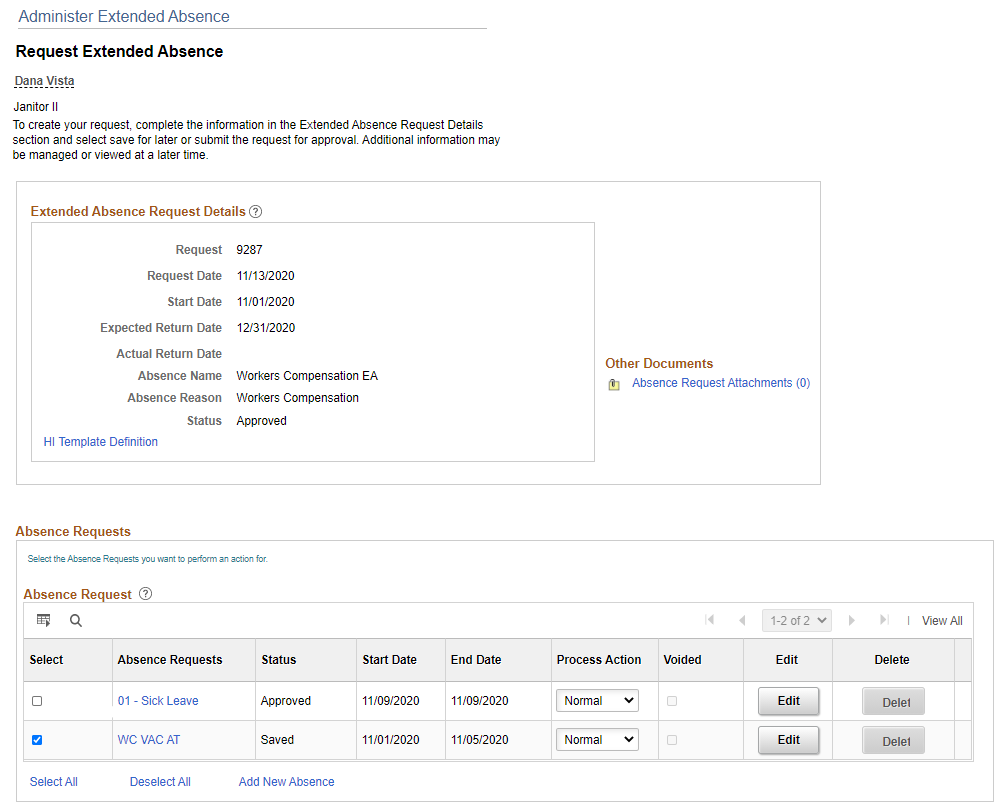 Administer Extended Absence
Request Extended Absence
Dana Vista
Janitor II
To create your request, complete the information in the Extended Absence Request Details
section and select save for later or submit the request for approval. Additional information may
be managed or viewed at a later time.
Extended Absence Request Details ?
Request 9287
Request Date 11/13/2020
Start Date 11/01/2020
Expected Return Date 12/31/2020
Actual Return Date
Absence Name Workers Compensation EA
Absence Reason Workers Compensation
Status Approved
HI Template Definition
Other Documents
Absence Request Attachments (0)
Absence Requests
Select the Absence Requests you want to perform an action for.
Absence Request ?
1-2 of 2 | View All
Select Absence Requests Status Start Date End Date Process Action Voided Edit Delete
01 - Sick Leave Approved 11/09/2020 11/09/2020 Normal Edit Delet
WC VAC AT Saved 11/01/2020 11/05/2020 Normal Edit Delet
Select All Deselect All Add New Absence